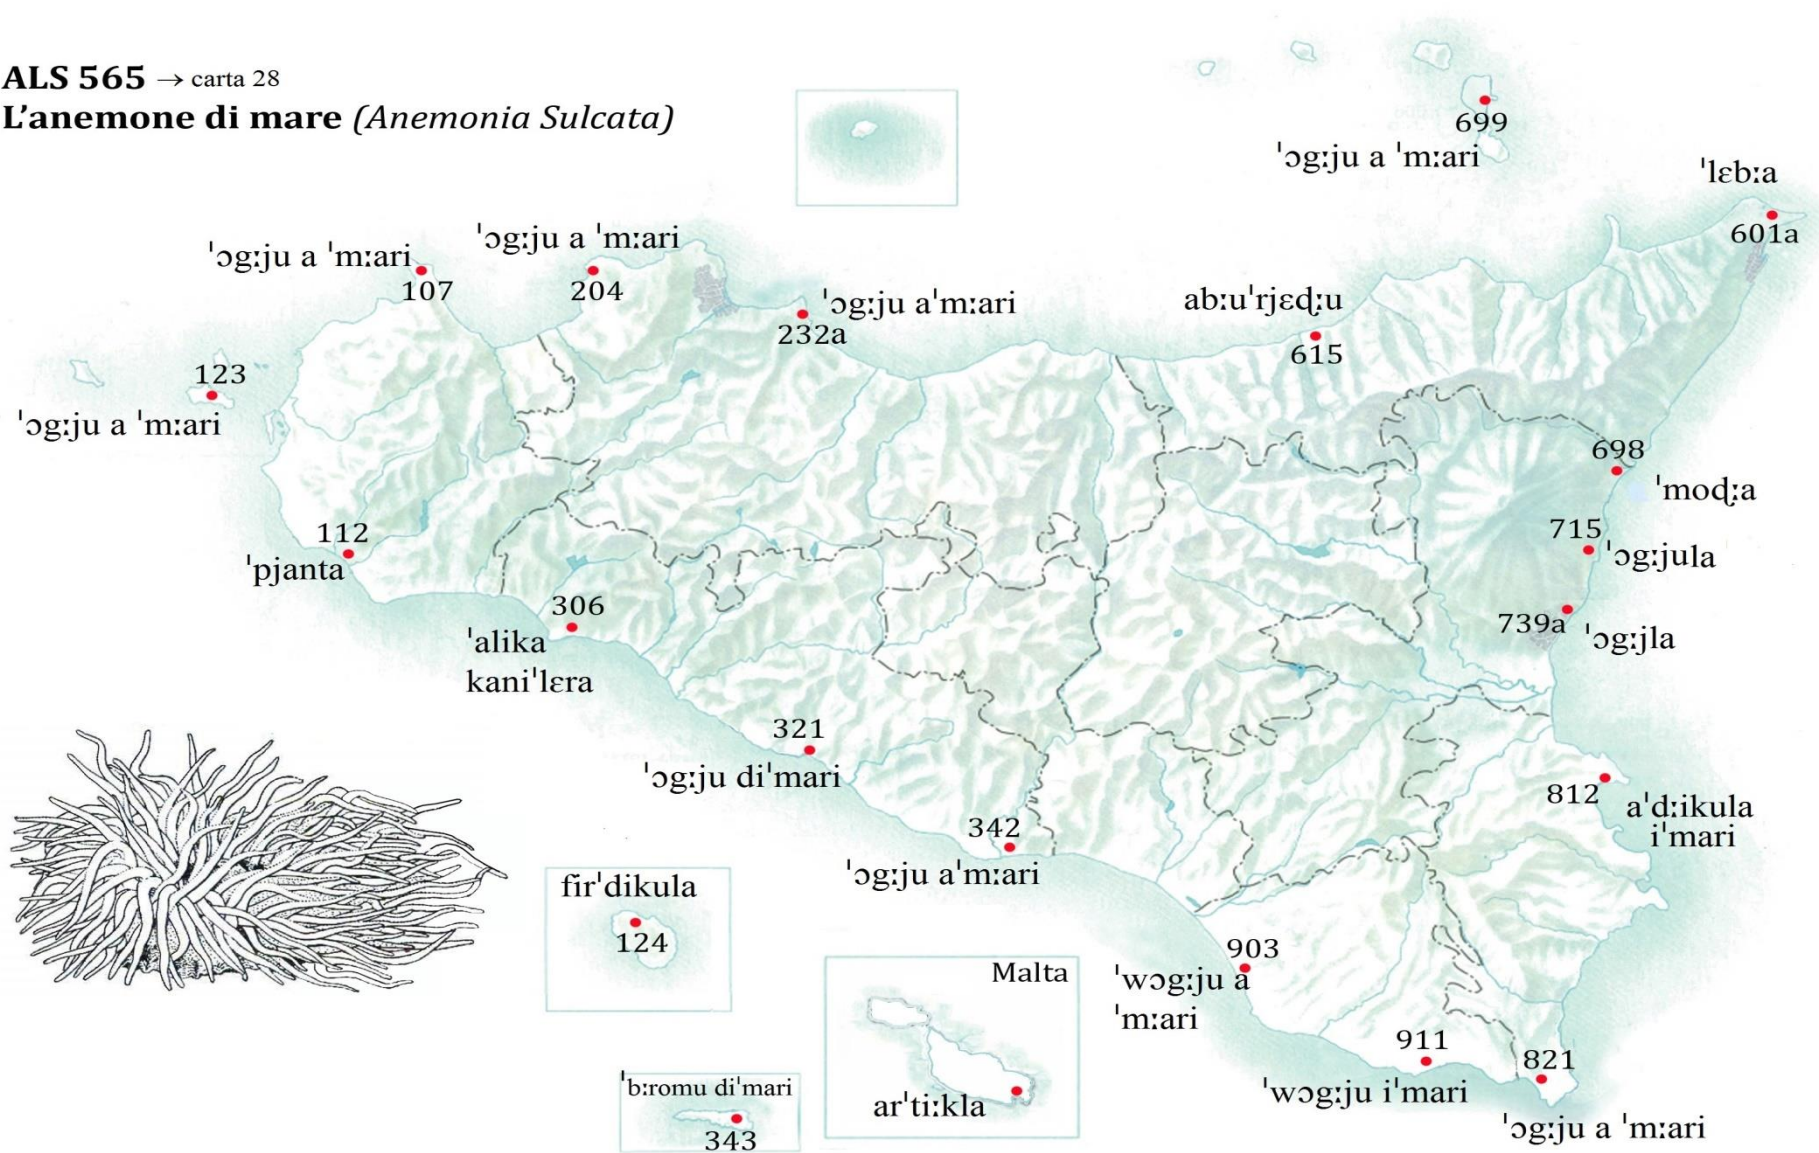 ALS 565 → carta 28
L’anemone di mare (Anemonia Sulcata)
699
ˈɔgːju a ˈmːari
ˈlɛbːa
601a
ˈɔgːju a ˈmːari
107
ˈɔgːju a ˈmːari
204
ˈɔgːju aˈmːari
232a
abːuˈrjɛɖːu
615
123
ˈɔgːju a ˈmːari
698
ˈmoɖːa
112
ˈpjanta
715
ˈɔgːjula
306
ˈalika
kaniˈlɛra
739a
ˈɔgːjla
321
ˈɔgːju diˈmari
812
aˈdːikula
iˈmari
342
ˈɔgːju aˈmːari
firˈdikula
124
Malta
arˈtiːkla
903
ˈwɔgːju a
ˈmːari
911
ˈwɔgːju iˈmari
821
ˈɔgːju a ˈmːari
ˈbːromu diˈmari
343